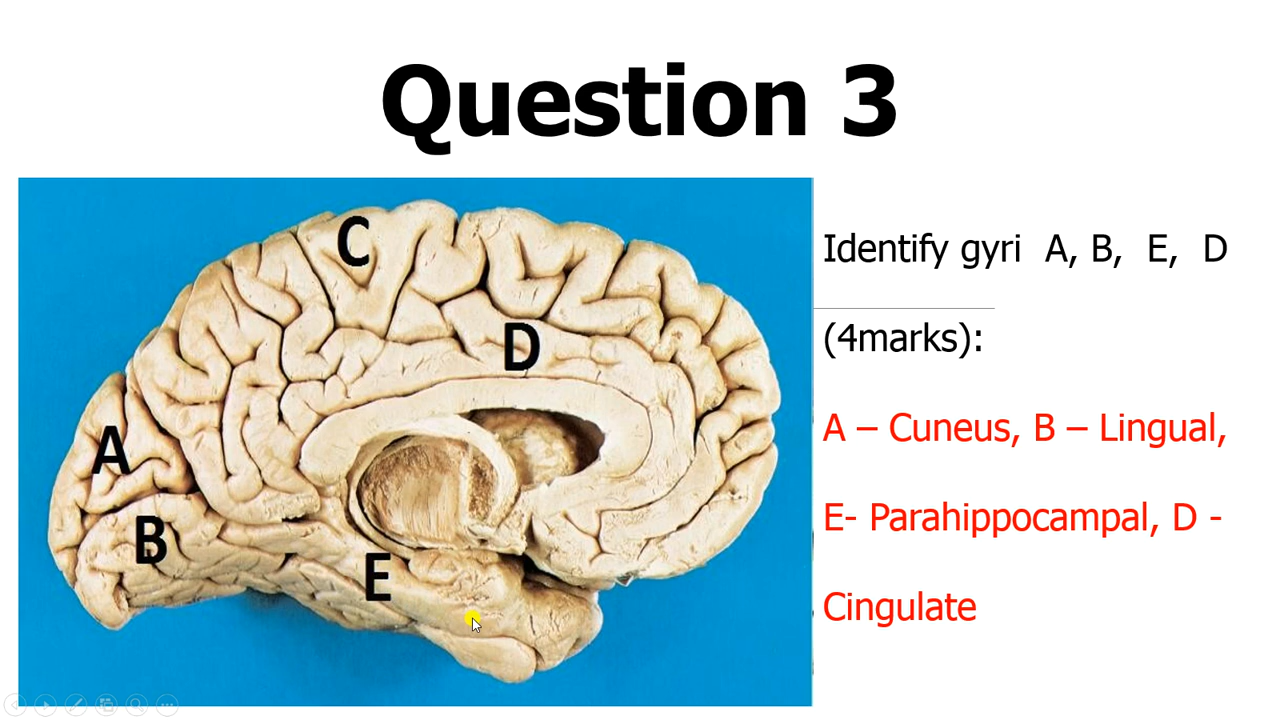 Question 3
C
D
A
B
E
Identify gyri A, B, E, D
(4marks):
A – Cuneus, B – Lingual,
E- Parahippocampal, D -
Cingulate